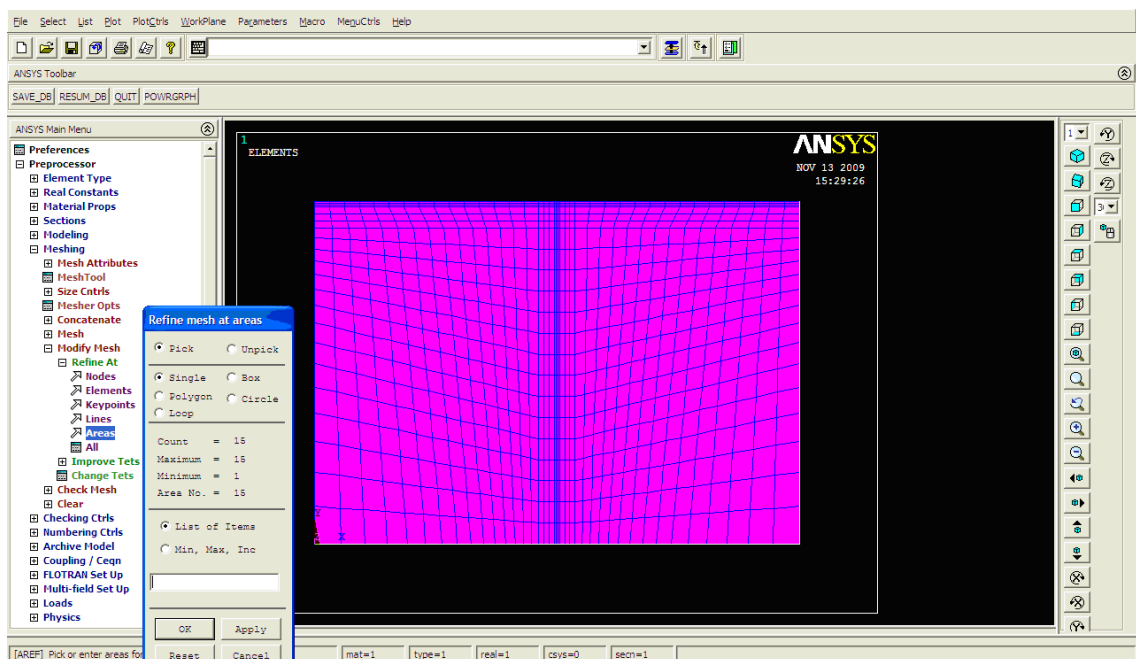 File Select List Plot PlotCtrls WorkPlane Parameters Macro MenuCtrls Help
ANSYS Toolbar
SAVE_DB RESUM_DB QUIT POWRGRPH
ANSYS Main Menu
Preferences
Preprocessor
Element Type
Real Constants
Material Props
Sections
Modeling
Meshing
Mesh Attributes
MeshTool
Size Cntrls
Mesher Opts
Concatenate
Mesh
Modify Mesh
Refine At
Nodes
Elements
Keypoints
Lines
Areas
All
Improve Tets
Change Tets
Check Mesh
Clear
Checking Ctrls
Numbering Ctrls
Archive Model
Coupling / Ceqn
FLOTRAN Set Up
Multi-field Set Up
Loads
Physics
Refine mesh at areas
Pick Unpick
Single Box
Polygon Circle
Loop
Count = 15
Maximum = 15
Minimum = 1
Area No. = 15
List of Items
Min, Max, Inc
OK Apply
Reset Cancel
1
ELEMENTS
ANSYS
NOV 13 2009
15:29:26
Y
X
1
[AREF] Pick or enter areas for
mat=1 type=1 real=1 csys=0 secn=1